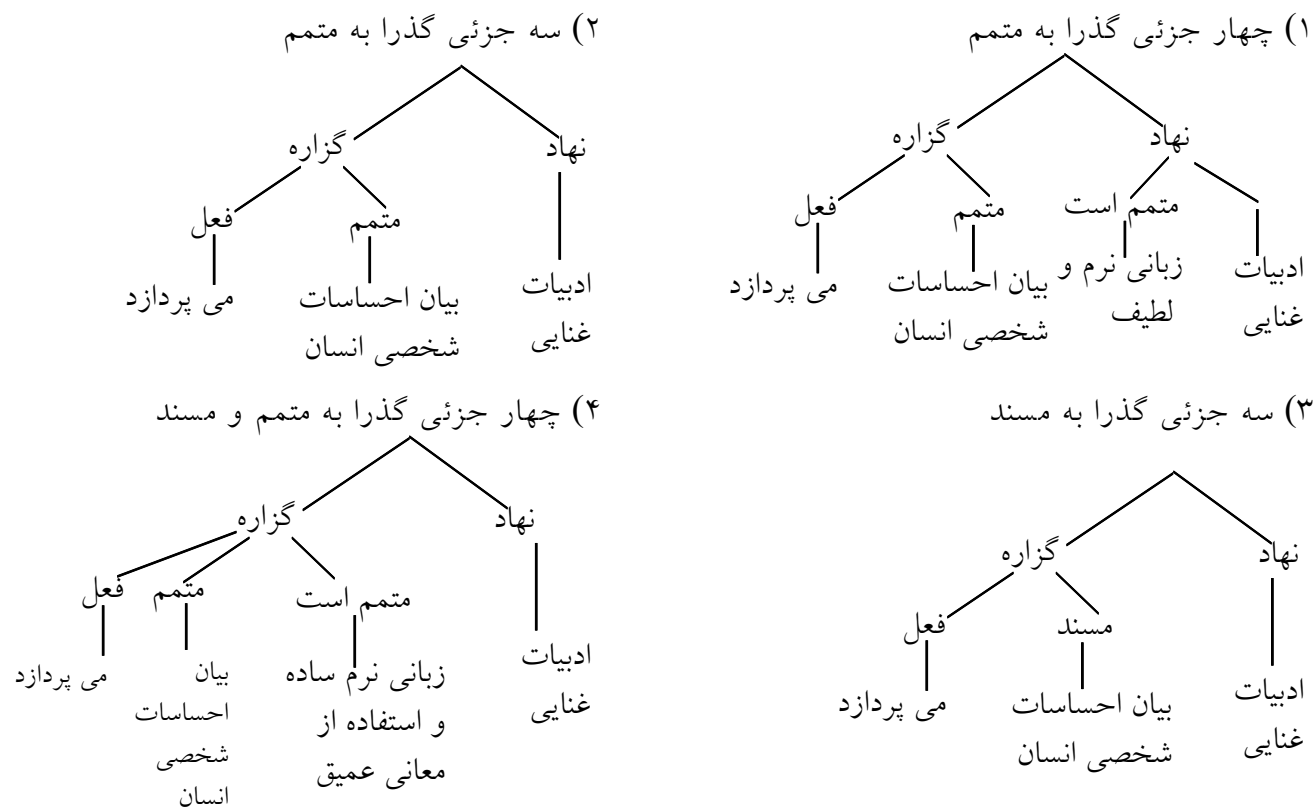 ۱) چهار جزئی گذرا به متمم
نهاد
گزاره
متمم است
متمم
فعل
ادبیات
غنایی
زبانی نرم و
لطیف
بیان احساسات
شخصی انسان
می پردازد
۲) سه جزئی گذرا به متمم
نهاد
گزاره
متمم
فعل
ادبیات
غنایی
بیان احساسات
شخصی انسان
می پردازد
۳) سه جزئی گذرا به مسند
نهاد
گزاره
مسند
فعل
ادبیات
غنایی
بیان احساسات
شخصی انسان
می پردازد
۴) چهار جزئی گذرا به متمم و مسند
نهاد
گزاره
متمم است
متمم
فعل
ادبیات
غنایی
زبانی نرم ساده
و استفاده از
معانی عمیق
بیان
احساسات
شخصی
انسان
می پردازد